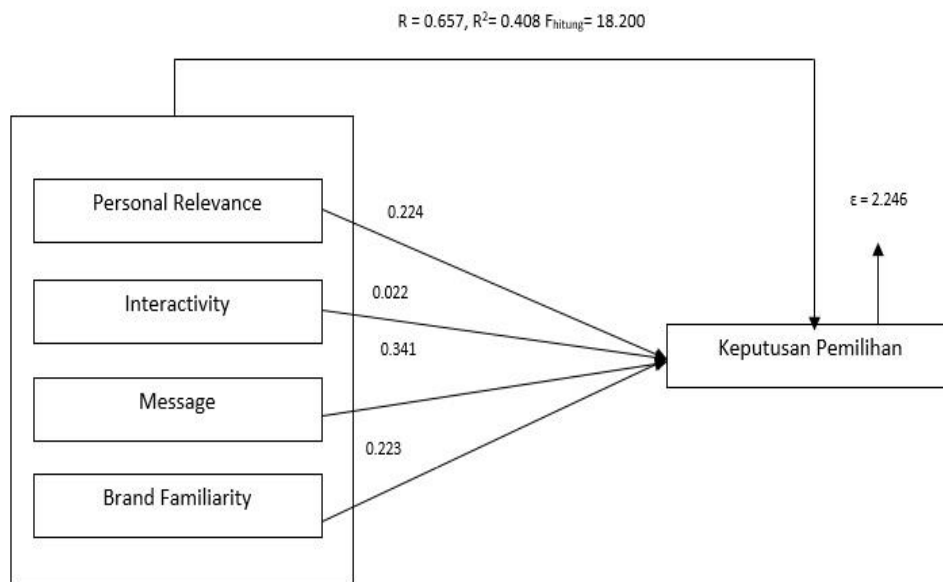 R = 0.657, R²= 0.408 Fhitung= 18.200
Personal Relevance
0.224
ε = 2.246
Interactivity
0.022
Keputusan Pemilihan
0.341
Message
0.223
Brand Familiarity